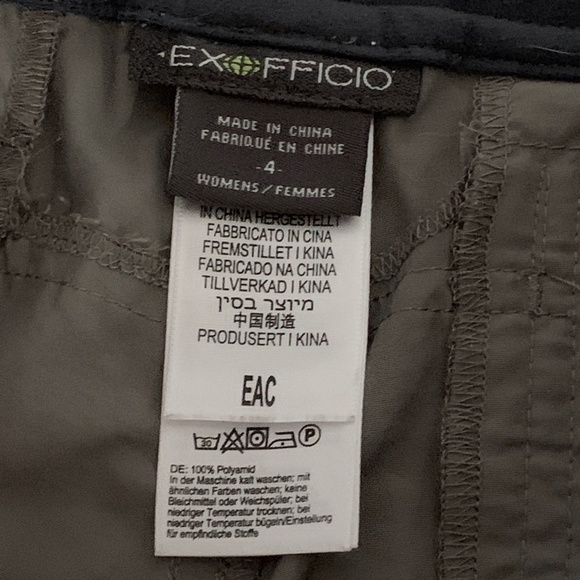 EXOFFICIO
MADE IN CHINA
FABRIQUÉ EN CHINE
-4-
WOMENS/FEMMES
IN CHINA HERGESTELLT
FABBRICATO IN CINA
FREMSTILLET I KINA
FABRICADO NA CHINA
TILLVERKAD I KINA
מיוצר בסין
中国制造
PRODUSERT I KINA
EAC
30 P
DE: 100% Polyamid
In der Maschine kalt waschen; mit
ähnlichen Farben waschen; keine
Bleichmittel oder Weichspüler; bei
niedriger Temperatur trocknen; bei
niedriger Temperatur bügeln/Einstellung
für empfindliche Stoffe